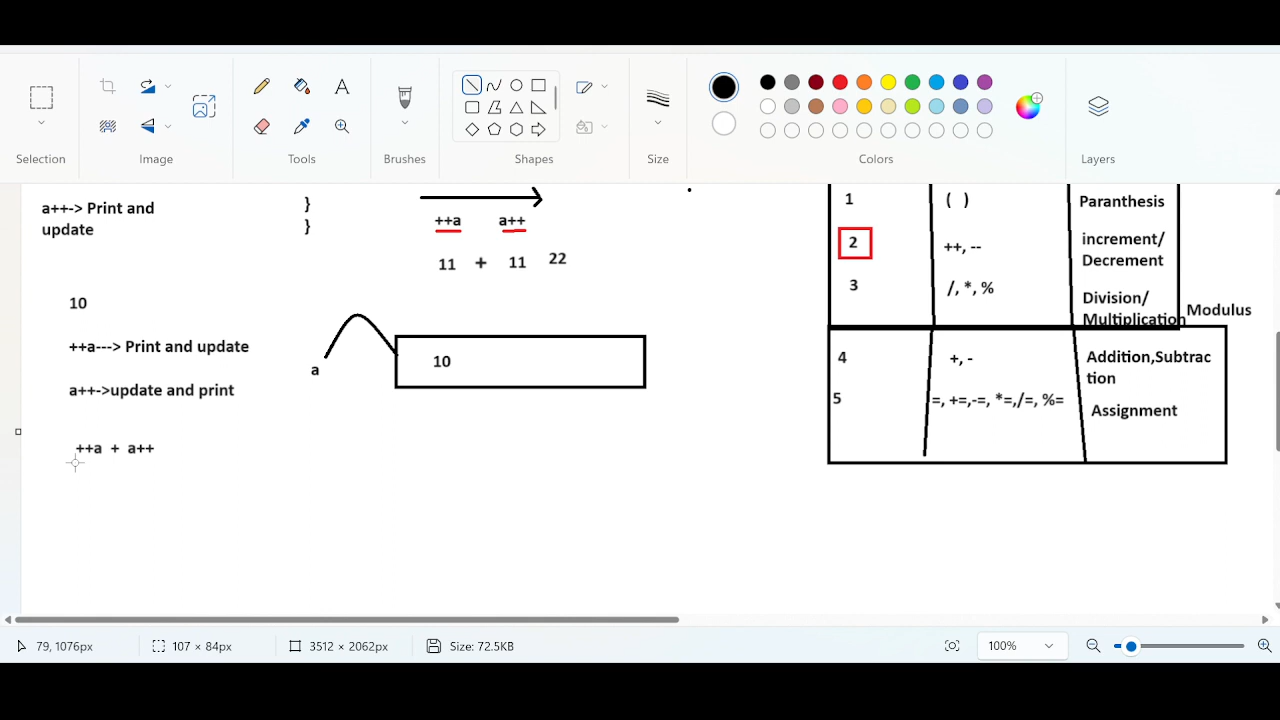 Selection
Image
Tools
Brushes
Shapes
Size
Colors
Layers
a++-> Print and
update
}
}
++a a++
11 + 11 22
10
++a---> Print and update
a++->update and print
++a + a++
a
10
1 ( ) Paranthesis
2 ++, -- increment/
Decrement
3 /, *, % Division/
Multiplication Modulus
4 +, - Addition,Subtrac
tion
5 =, +=,-=, *=,/=, %= Assignment
79, 1076px
107 × 84px
3512 × 2062px
Size: 72.5KB
100%